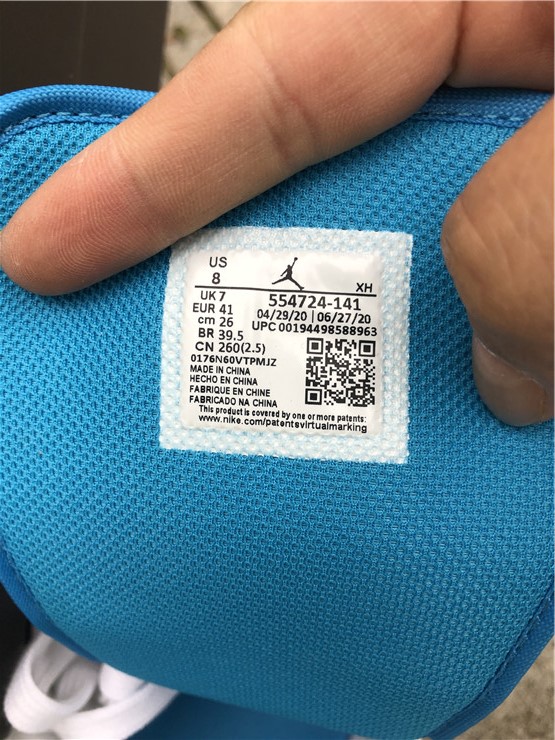 US
8
XH
UK 7
554724-141
EUR 41
04/29/20 | 06/27/20
cm 26
UPC 00194498588963
BR 39.5
CN 260(2.5)
0176N60VTPMJZ
MADE IN CHINA
HECHO EN CHINA
FABRIQUE EN CHINE
FABRICADO NA CHINA
This product is covered by one or more patents:
www.nike.com/patentsvirtualmarking